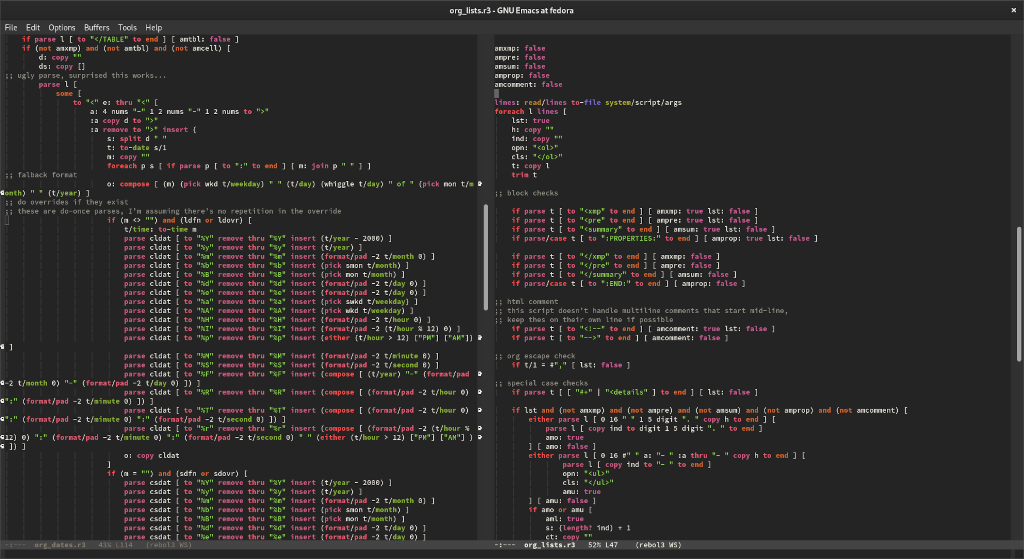 org_lists.r3 - GNU Emacs at fedora
File Edit Options Buffers Tools Help
if parse l [ to "</TABLE" to end ] [ amtbl: false ]
if (not amxmp) and (not amtbl) and (not amcell) [
d: copy ""
ds: copy []
;; ugly parse, surprised this works...
parse l [
some [
to "<" e: thru "<" [
a: 4 nums "-" 1 2 nums "-" 1 2 nums to ">"
:a copy d to ">"
:a remove to ">" insert (
s: split d " "
t: to-date s/1
m: copy ""
foreach p s [ if parse p [ to ":" to end ] [ m: join p " " ] ]
;; falback format
o: compose [ (m) (pick wkd t/weekday) " " (t/day) (whiggle t/day) " of " (pick mon t/m
onth) " " (t/year) ]
;; do overrides if they exist
;; these are do-once parses, I'm assuming there's no repetition in the override
if (m <> "") and (ldfn or ldovr) [
t/time: to-time m
parse cldat [ to "%Y" remove thru "%Y" insert (t/year - 2000) ]
parse cldat [ to "%y" remove thru "%y" insert (t/year) ]
parse cldat [ to "%m" remove thru "%m" insert (format/pad -2 t/month 0) ]
parse cldat [ to "%b" remove thru "%b" insert (pick smon t/month) ]
parse cldat [ to "%B" remove thru "%B" insert (pick mon t/month) ]
parse cldat [ to "%d" remove thru "%d" insert (format/pad -2 t/day 0) ]
parse cldat [ to "%e" remove thru "%e" insert (format/pad -2 t/day 0) ]
parse cldat [ to "%a" remove thru "%a" insert (pick swkd t/weekday) ]
parse cldat [ to "%A" remove thru "%A" insert (pick wkd t/weekday) ]
parse cldat [ to "%H" remove thru "%H" insert (format/pad -2 t/hour 0) ]
parse cldat [ to "%I" remove thru "%I" insert (format/pad -2 (t/hour % 12) 0) ]
parse cldat [ to "%p" remove thru "%p" insert (either (t/hour > 12) ["PM"] ["AM"])
]
parse cldat [ to "%M" remove thru "%M" insert (format/pad -2 t/minute 0) ]
parse cldat [ to "%S" remove thru "%S" insert (format/pad -2 t/second 0) ]
parse cldat [ to "%F" remove thru "%F" insert (compose [ (t/year) "-" (format/pad
-2 t/month 0) "-" (format/pad -2 t/day 0) ]) ]
parse cldat [ to "%R" remove thru "%R" insert (compose [ (format/pad -2 t/hour 0)
":" (format/pad -2 t/minute 0) ]) ]
parse cldat [ to "%T" remove thru "%T" insert (compose [ (format/pad -2 t/hour 0)
":" (format/pad -2 t/minute 0) ":" (format/pad -2 t/second 0) ]) ]
parse cldat [ to "%r" remove thru "%r" insert (compose [ (format/pad -2 (t/hour %
12) 0) ":" (format/pad -2 t/minute 0) ":" (format/pad -2 t/second 0) " " (either (t/hour > 12) ["PM"] ["AM"] )
]) ]
o: copy cldat
]
if (m = "") and (sdfn or sdovr) [
parse csdat [ to "%Y" remove thru "%Y" insert (t/year - 2000) ]
parse csdat [ to "%y" remove thru "%y" insert (t/year) ]
parse csdat [ to "%m" remove thru "%m" insert (format/pad -2 t/month 0) ]
parse csdat [ to "%b" remove thru "%b" insert (pick smon t/month) ]
parse csdat [ to "%B" remove thru "%B" insert (pick mon t/month) ]
parse csdat [ to "%d" remove thru "%d" insert (format/pad -2 t/day 0) ]
parse csdat [ to "%e" remove thru "%e" insert (format/pad -2 t/day 0) ]
-:--- org_dates.r3 43% L114 (rebol3 WS)
amxmp: false
ampre: false
amsum: false
amprop: false
amcomment: false
lines: read/lines to-file system/script/args
foreach l lines [
lst: true
h: copy ""
ind: copy ""
opn: "<ol>"
cls: "</ol>"
t: copy l
trim t
;; block checks
if parse t [ to "<xmp" to end ] [ amxmp: true lst: false ]
if parse t [ to "<pre" to end ] [ ampre: true lst: false ]
if parse t [ to "<summary" to end ] [ amsum: true lst: false ]
if parse/case t [ to ":PROPERTIES:" to end ] [ amprop: true lst: false ]
if parse t [ to "</xmp" to end ] [ amxmp: false ]
if parse t [ to "</pre" to end ] [ ampre: false ]
if parse t [ to "</summary" to end ] [ amsum: false ]
if parse/case t [ to ":END:" to end ] [ amprop: false ]
;; html comment
;; this script doesn't handle multiline comments that start mid-line,
;; keep thes on their own line if possible
if parse t [ to "<!--" to end ] [ amcomment: true lst: false ]
if parse t [ to "-->" to end ] [ amcomment: false ]
;; org escape check
if t/1 = #"," [ lst: false ]
;; special case checks
if parse t [ [ "#+" | "<details" ] to end ] [ lst: false ]
if lst and (not amxmp) and (not ampre) and (not amsum) and (not amprop) and (not amcomment) [
either parse l [ 0 16 " " 1 5 digit ". " copy h to end ] [
parse l [ copy ind to digit 1 5 digit ". " to end ]
amo: true
] [ amo: false ]
either parse l [ 0 16 #" " a: "- " :a thru "- " copy h to end ] [
parse l [ copy ind to "- " to end ]
opn: "<ul>"
cls: "</ul>"
amu: true
] [ amu: false ]
if amo or amu [
aml: true
s: (length? ind) + 1
ct: copy ""
-:--- org_lists.r3 52% L47 (rebol3 WS)